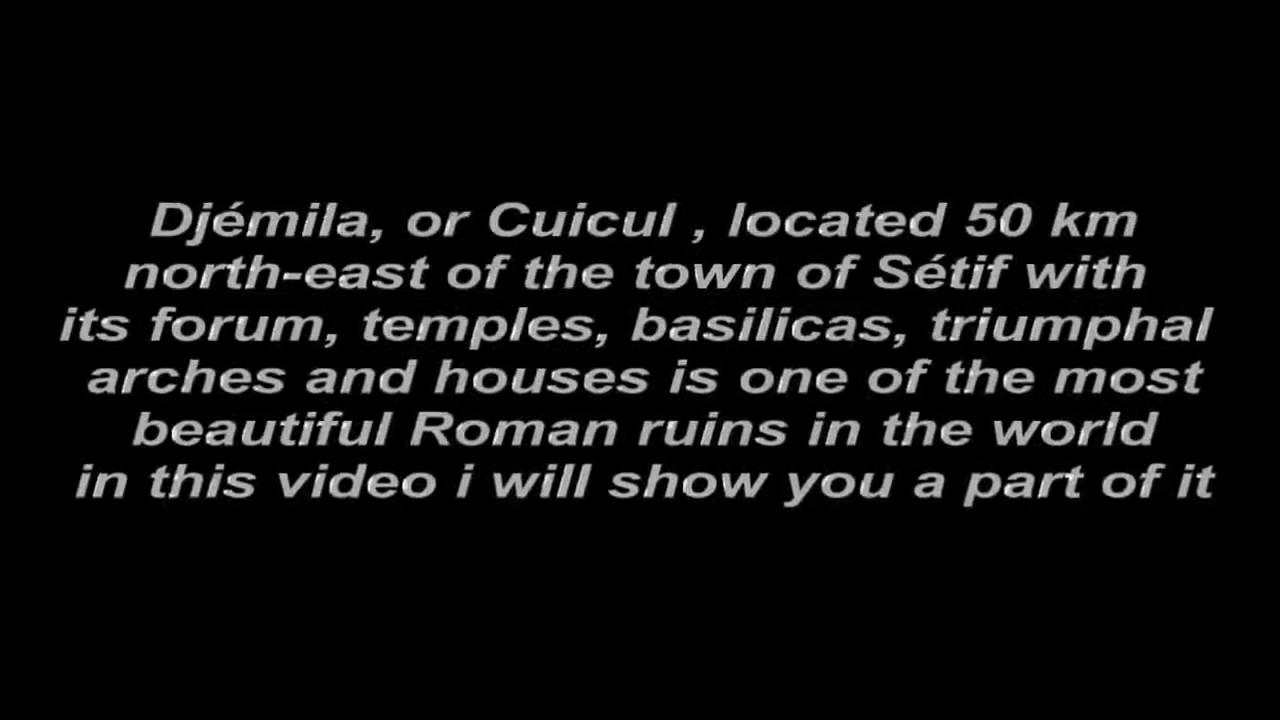 Djémila, or Cuicul , located 50 km
north-east of the town of Sétif with
its forum, temples, basilicas, triumphal
arches and houses is one of the most
beautiful Roman ruins in the world
in this video i will show you a part of it